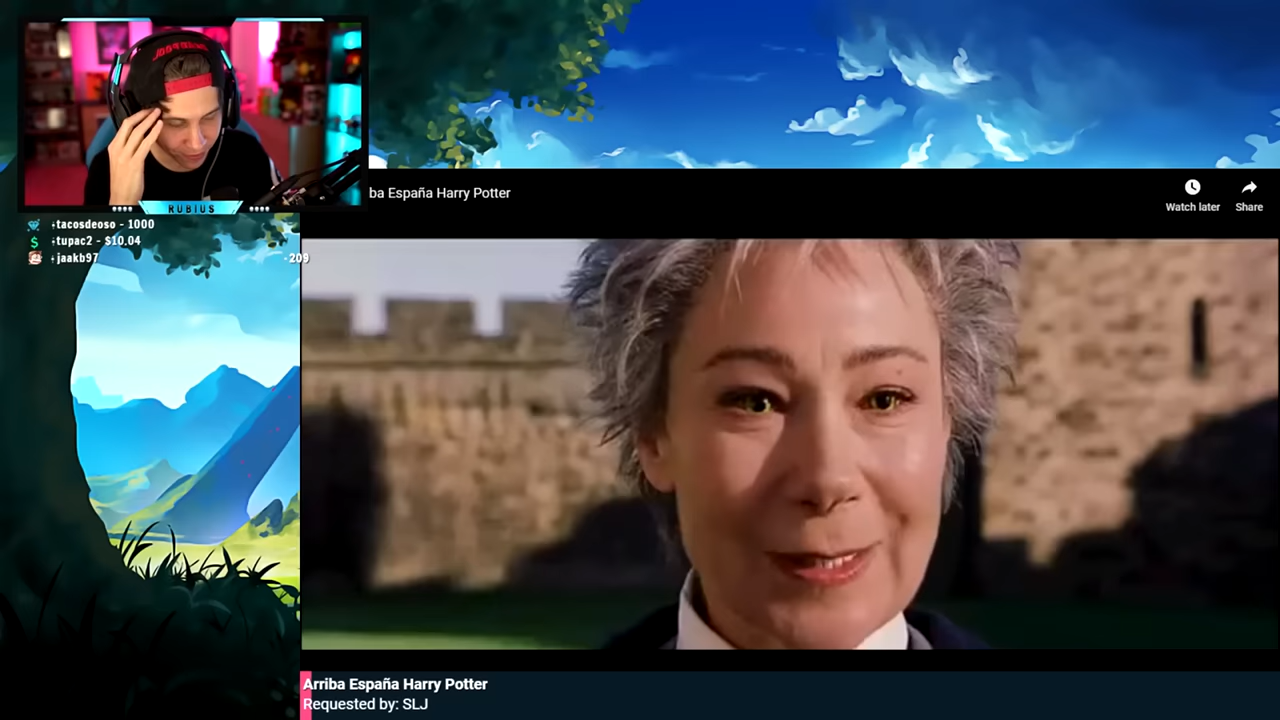 RUBIUS
ba España Harry Potter
Watch later
Share
tacosdeoso - 1000
tupac2 - $10.04
jaakb97
-209
Arriba España Harry Potter
Requested by: SLJ